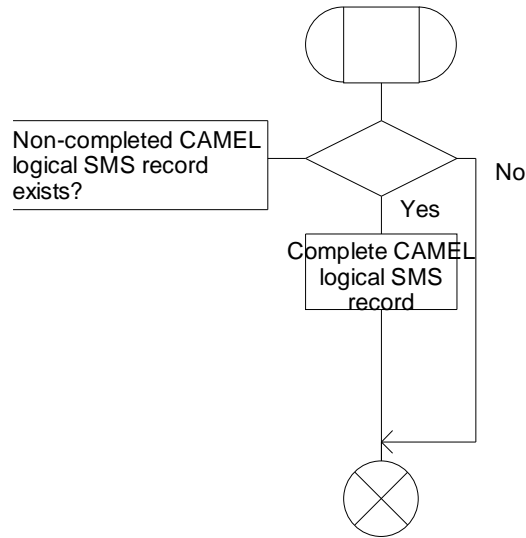 Non-completed CAMEL
logical SMS record
exists?
No
Yes
Complete CAMEL
logical SMS
record